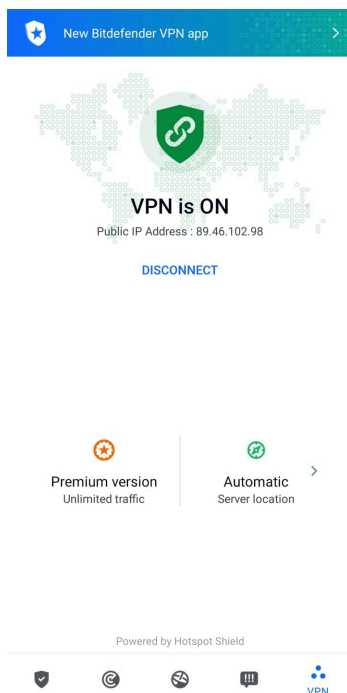 New Bitdefender VPN app
VPN is ON
Public IP Address : 89.46.102.98
DISCONNECT
Premium version
Unlimited traffic
Automatic
Server location
Powered by Hotspot Shield
VPN